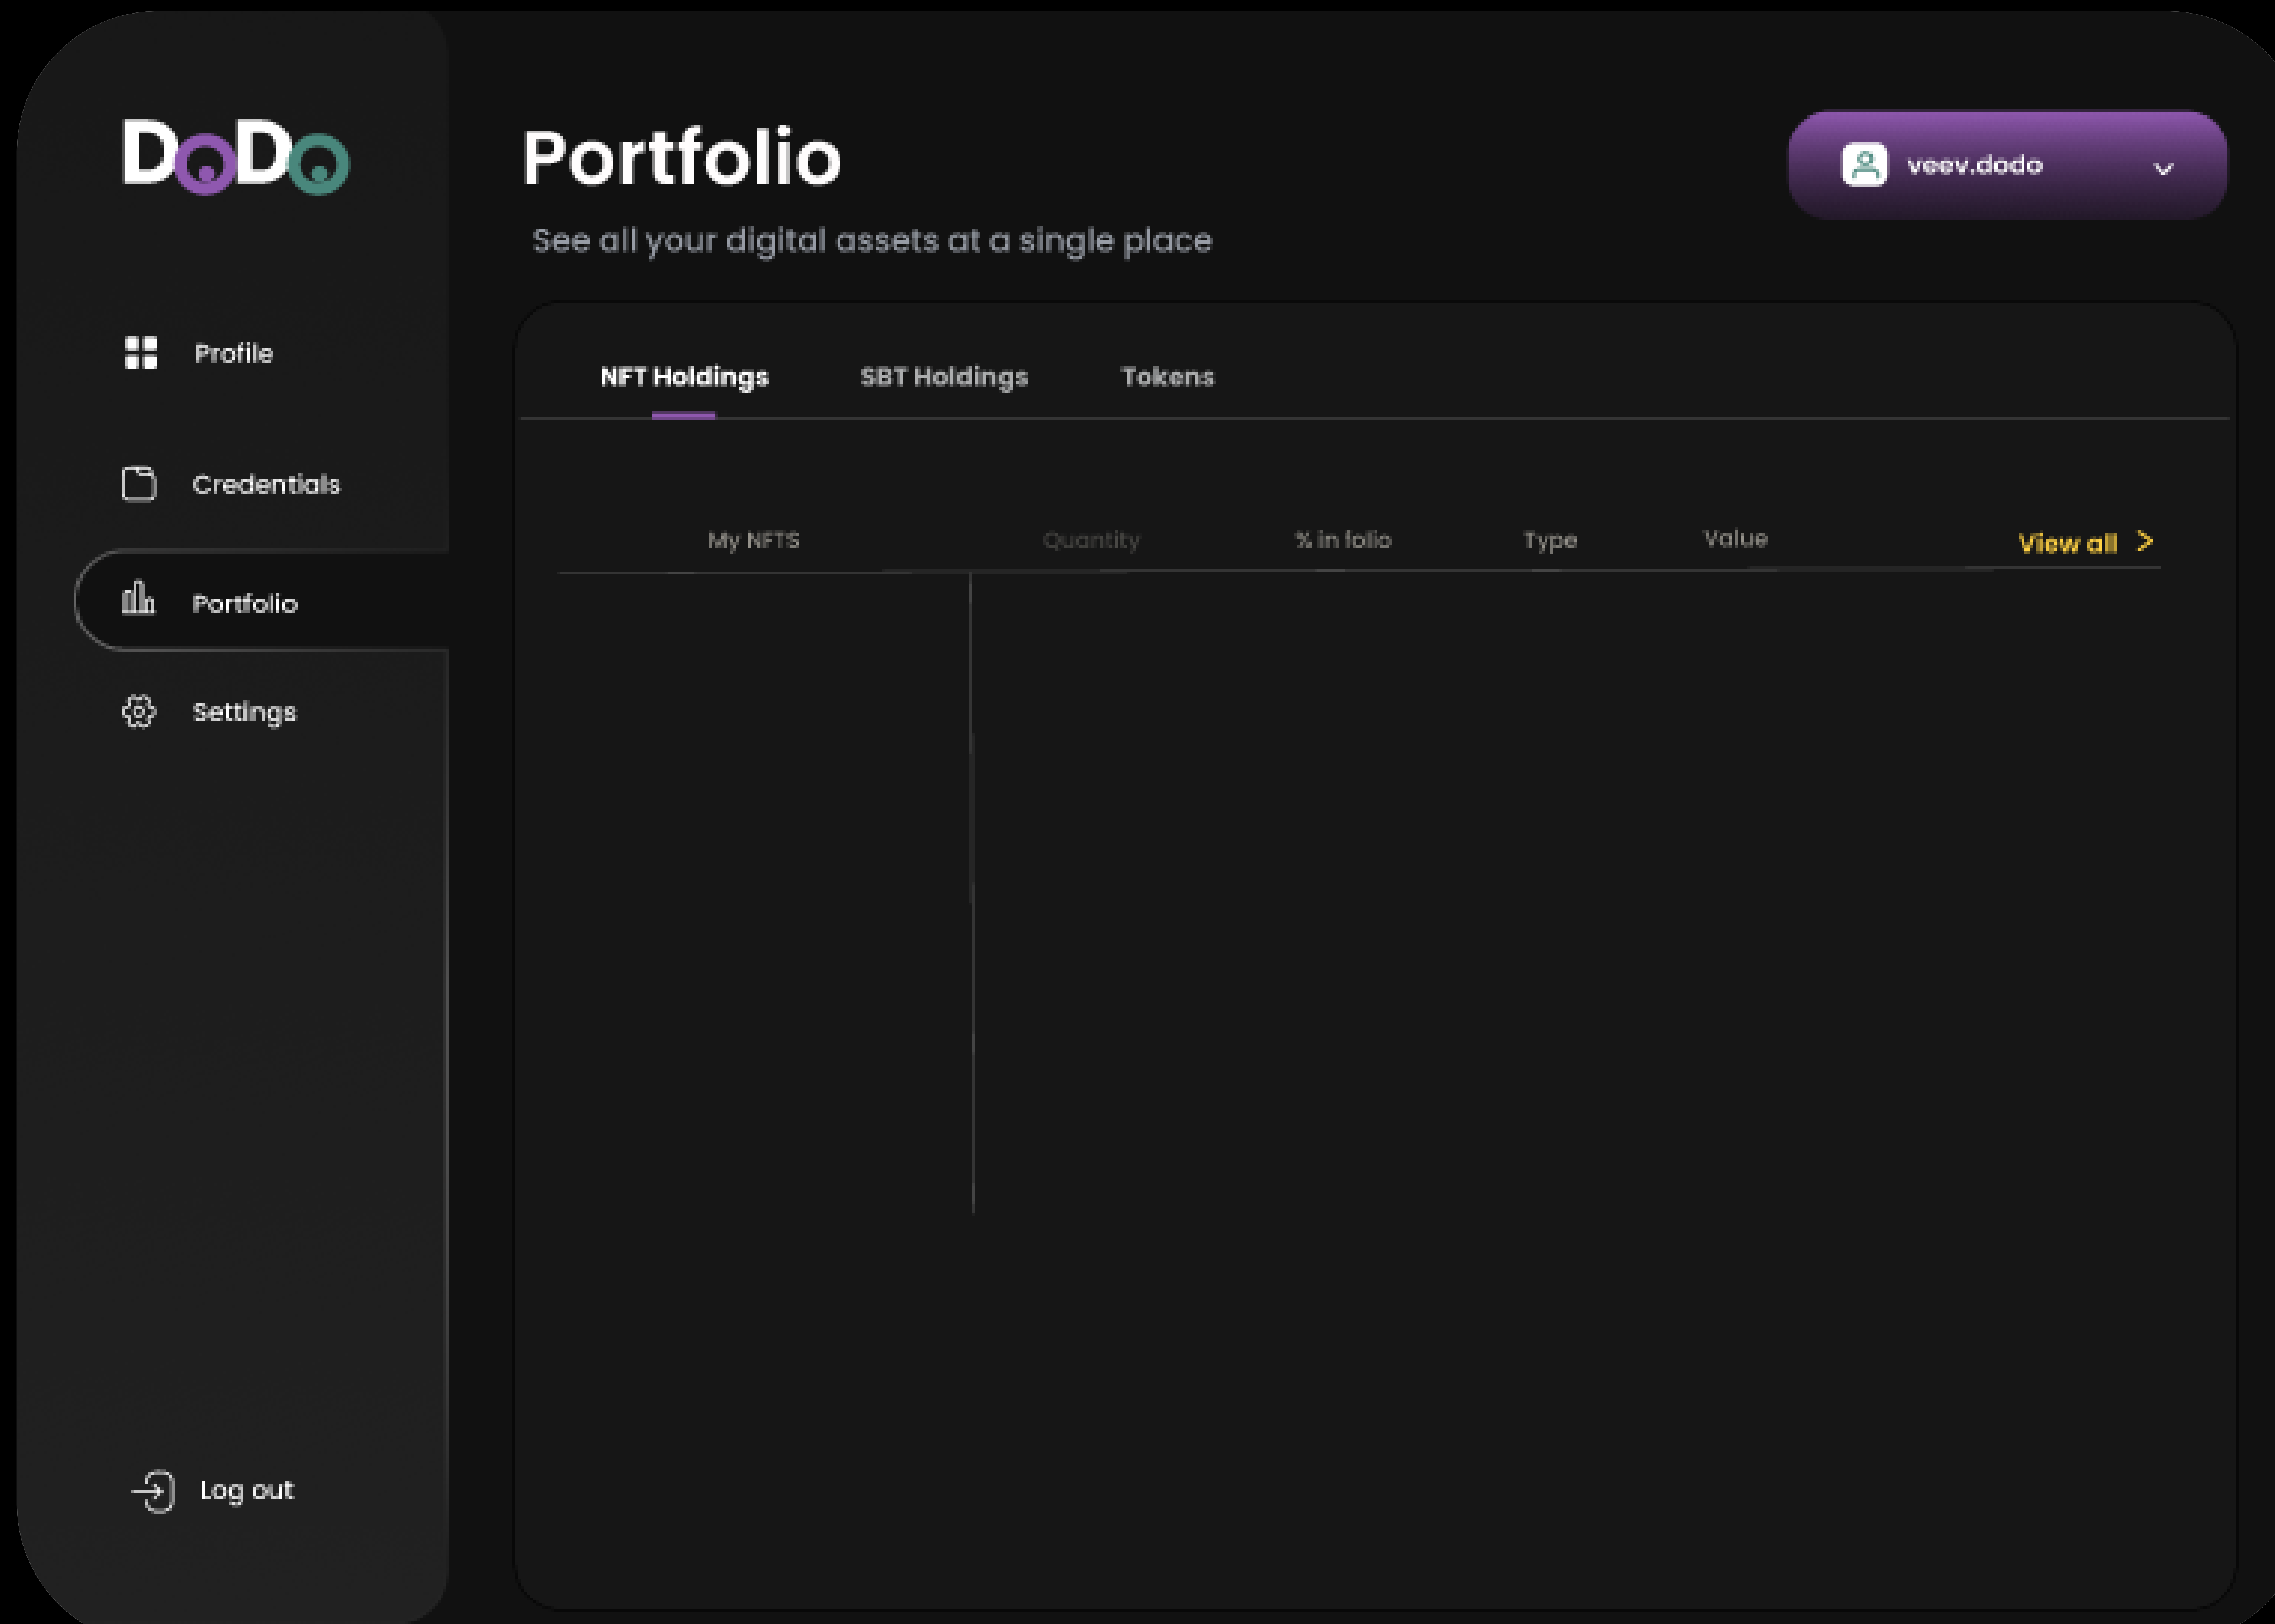 DoDo
Profile
Credentials
Portfolio
Settings
Log out
Portfolio
See all your digital assets at a single place
veev.dodo
NFT Holdings SBT Holdings Tokens
My NFTS Quantity % in folio Type Value View all >